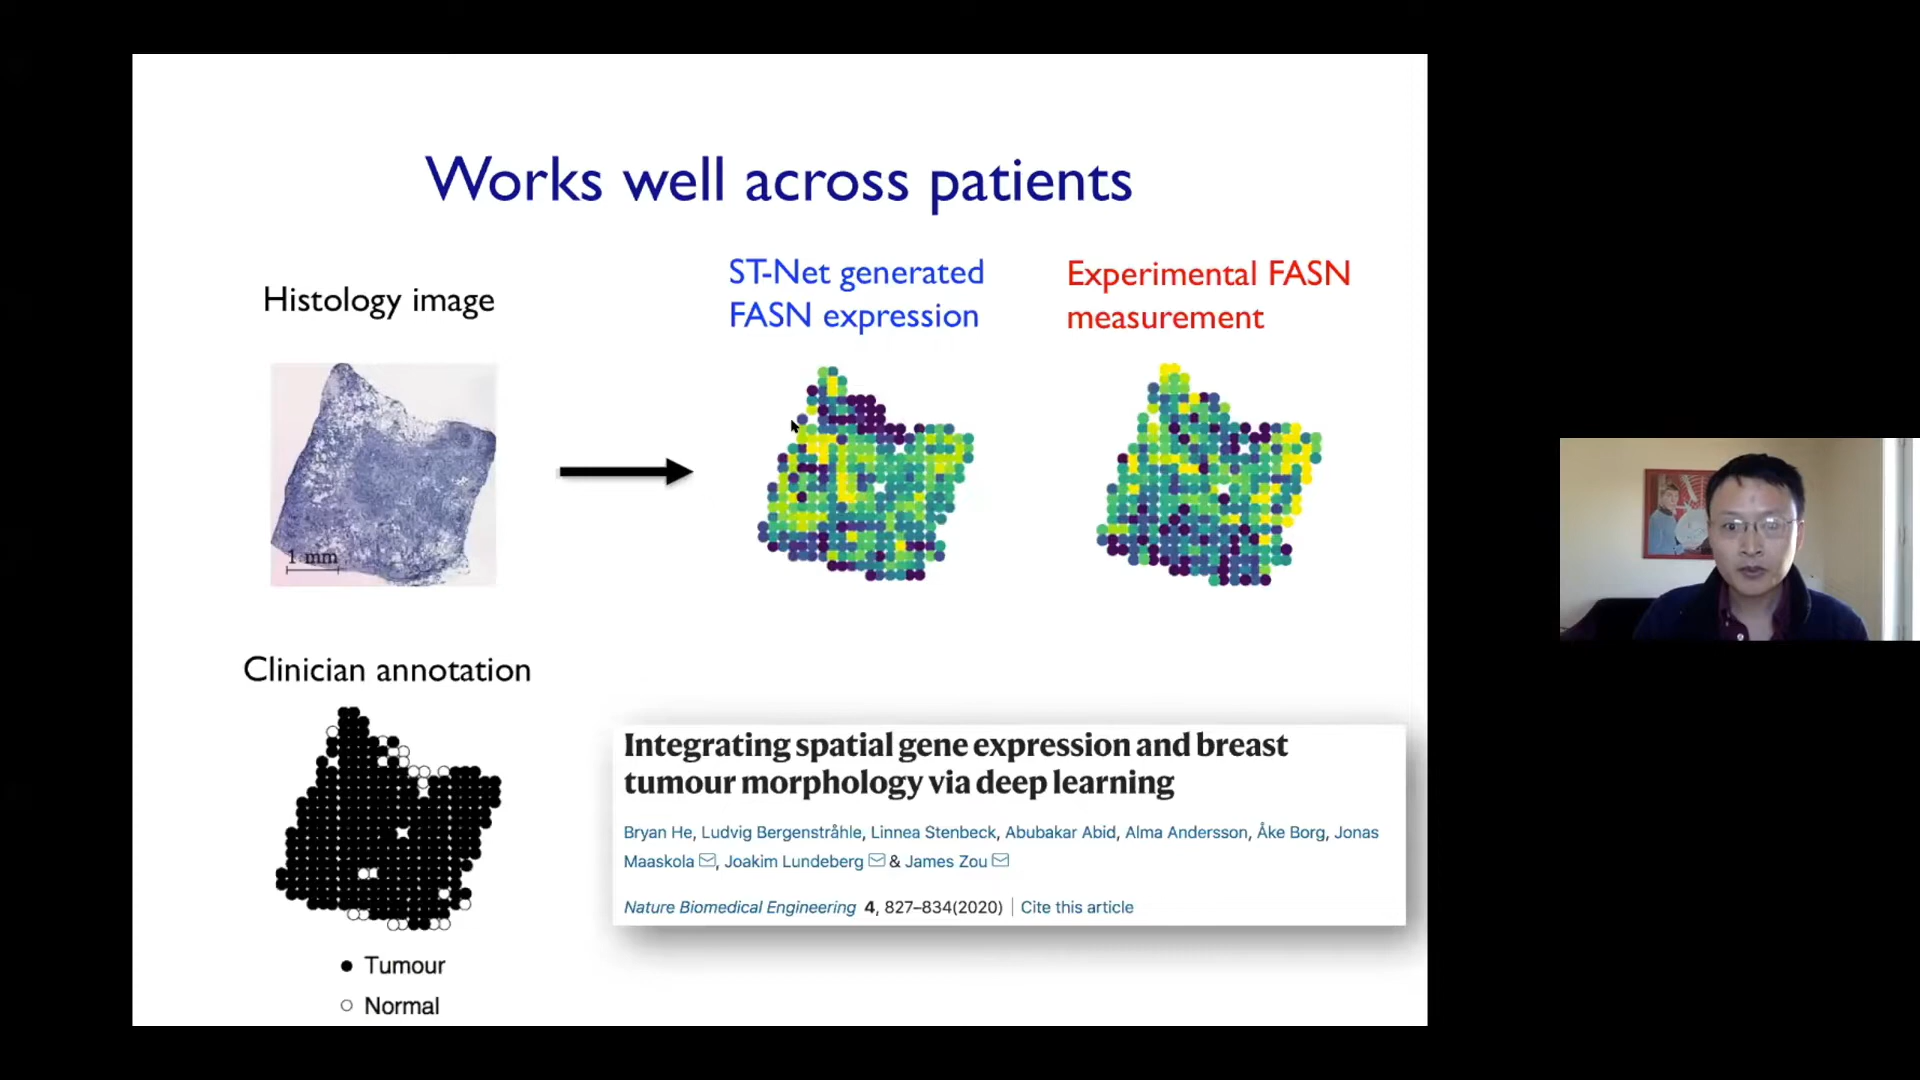 Works well across patients
Histology image
ST-Net generated
FASN expression
Experimental FASN
measurement
1 mm
Clinician annotation
Tumour
Normal
Integrating spatial gene expression and breast
tumour morphology via deep learning
Bryan He, Ludvig Bergenstråhle, Linnea Stenbeck, Abubakar Abid, Alma Andersson, Åke Borg, Jonas
Maaskola, Joakim Lundeberg & James Zou
Nature Biomedical Engineering 4, 827–834(2020) | Cite this article